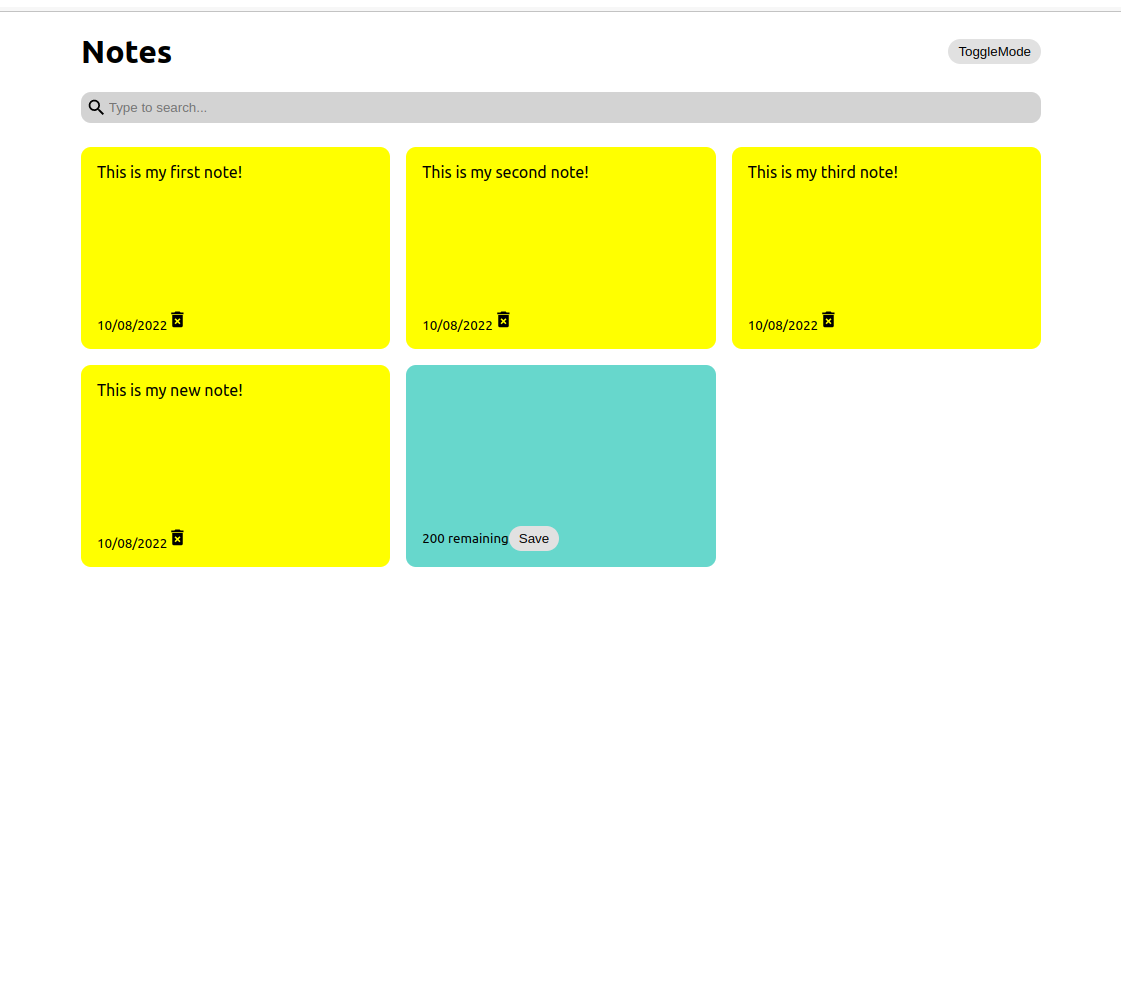 Notes
ToggleMode
Type to search...
This is my first note!
This is my second note!
This is my third note!
10/08/2022
10/08/2022
10/08/2022
This is my new note!
10/08/2022
200 remaining
Save